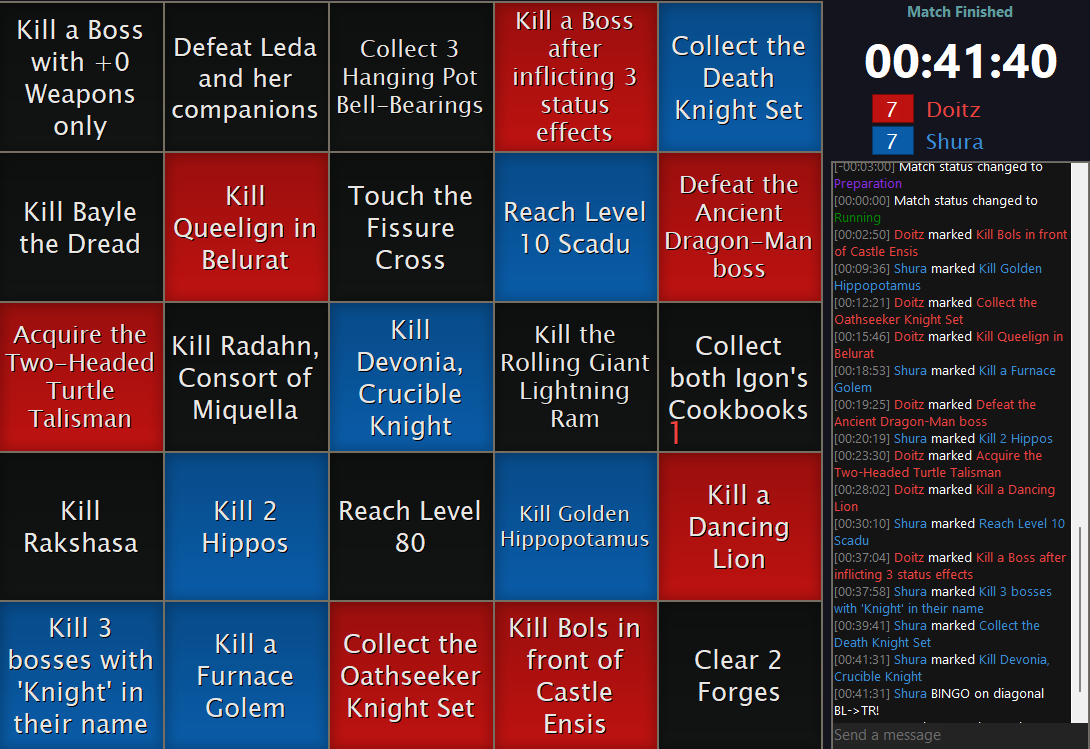 Kill a Boss
with +0
Weapons
only
Defeat Leda
and her
companions
Collect 3
Hanging Pot
Bell-Bearings
Kill a Boss
after
inflicting 3
status
effects
Collect the
Death
Knight Set
Kill Bayle
the Dread
Kill
Queelign in
Belurat
Touch the
Fissure
Cross
Reach Level
10 Scadu
Defeat the
Ancient
Dragon-Man
boss
Acquire the
Two-Headed
Turtle
Talisman
Kill Radahn,
Consort of
Miquella
Kill
Devonia,
Crucible
Knight
Kill the
Rolling Giant
Lightning
Ram
Collect
both Igon's
Cookbooks
1
Kill
Rakshasa
Kill 2
Hippos
Reach Level
80
Kill Golden
Hippopotamus
Kill a
Dancing
Lion
Kill 3
bosses with
'Knight' in
their name
Kill a
Furnace
Golem
Collect the
Oathseeker
Knight Set
Kill Bols in
front of
Castle
Ensis
Clear 2
Forges
Match Finished
00:41:40
7 Doitz
7 Shura
[-00:03:00] Match status changed to
Preparation
[00:00:00] Match status changed to
Running
[00:02:50] Doitz marked Kill Bols in front
of Castle Ensis
[00:09:36] Shura marked Kill Golden
Hippopotamus
[00:12:21] Doitz marked Collect the
Oathseeker Knight Set
[00:15:46] Doitz marked Kill Queelign in
Belurat
[00:18:53] Shura marked Kill a Furnace
Golem
[00:19:25] Doitz marked Defeat the
Ancient Dragon-Man boss
[00:20:19] Shura marked Kill 2 Hippos
[00:23:30] Doitz marked Acquire the
Two-Headed Turtle Talisman
[00:28:02] Doitz marked Kill a Dancing
Lion
[00:30:10] Shura marked Reach Level 10
Scadu
[00:37:04] Doitz marked Kill a Boss after
inflicting 3 status effects
[00:37:58] Shura marked Kill 3 bosses
with 'Knight' in their name
[00:39:41] Shura marked Collect the
Death Knight Set
[00:41:31] Shura marked Kill Devonia,
Crucible Knight
[00:41:31] Shura BINGO on diagonal
BL->TR!
Send a message